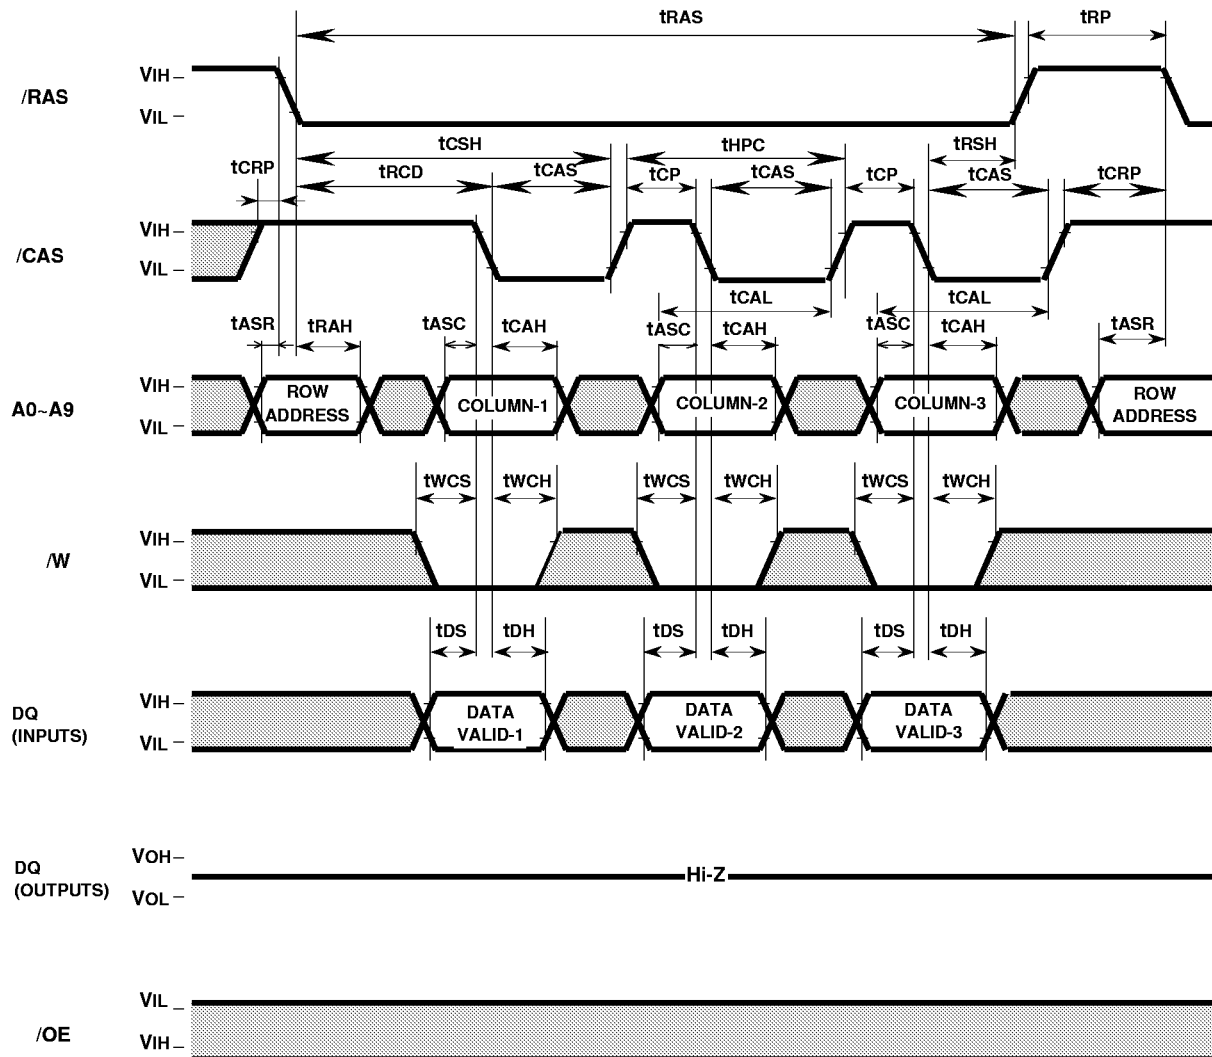 tRAS tRP
/RAS
VIH
VIL
tCSH tHPC tRSH
tCRP tRCD tCAS tCP tCAS tCP tCAS tCRP
/CAS
VIH
VIL
tCAL tCAL
tASR tRAH tASC tCAH tASC tCAH tASC tCAH tASR
A0~A9
VIH
VIL
ROW ADDRESS
COLUMN-1
COLUMN-2
COLUMN-3
ROW ADDRESS
tWCS tWCH tWCS tWCH tWCS tWCH
/W
VIH
VIL
tDS tDH tDS tDH tDS tDH
DQ
(INPUTS)
VIH
VIL
DATA VALID-1
DATA VALID-2
DATA VALID-3
DQ
(OUTPUTS)
VOH
VOL
Hi-Z
/OE
VIL
VIH